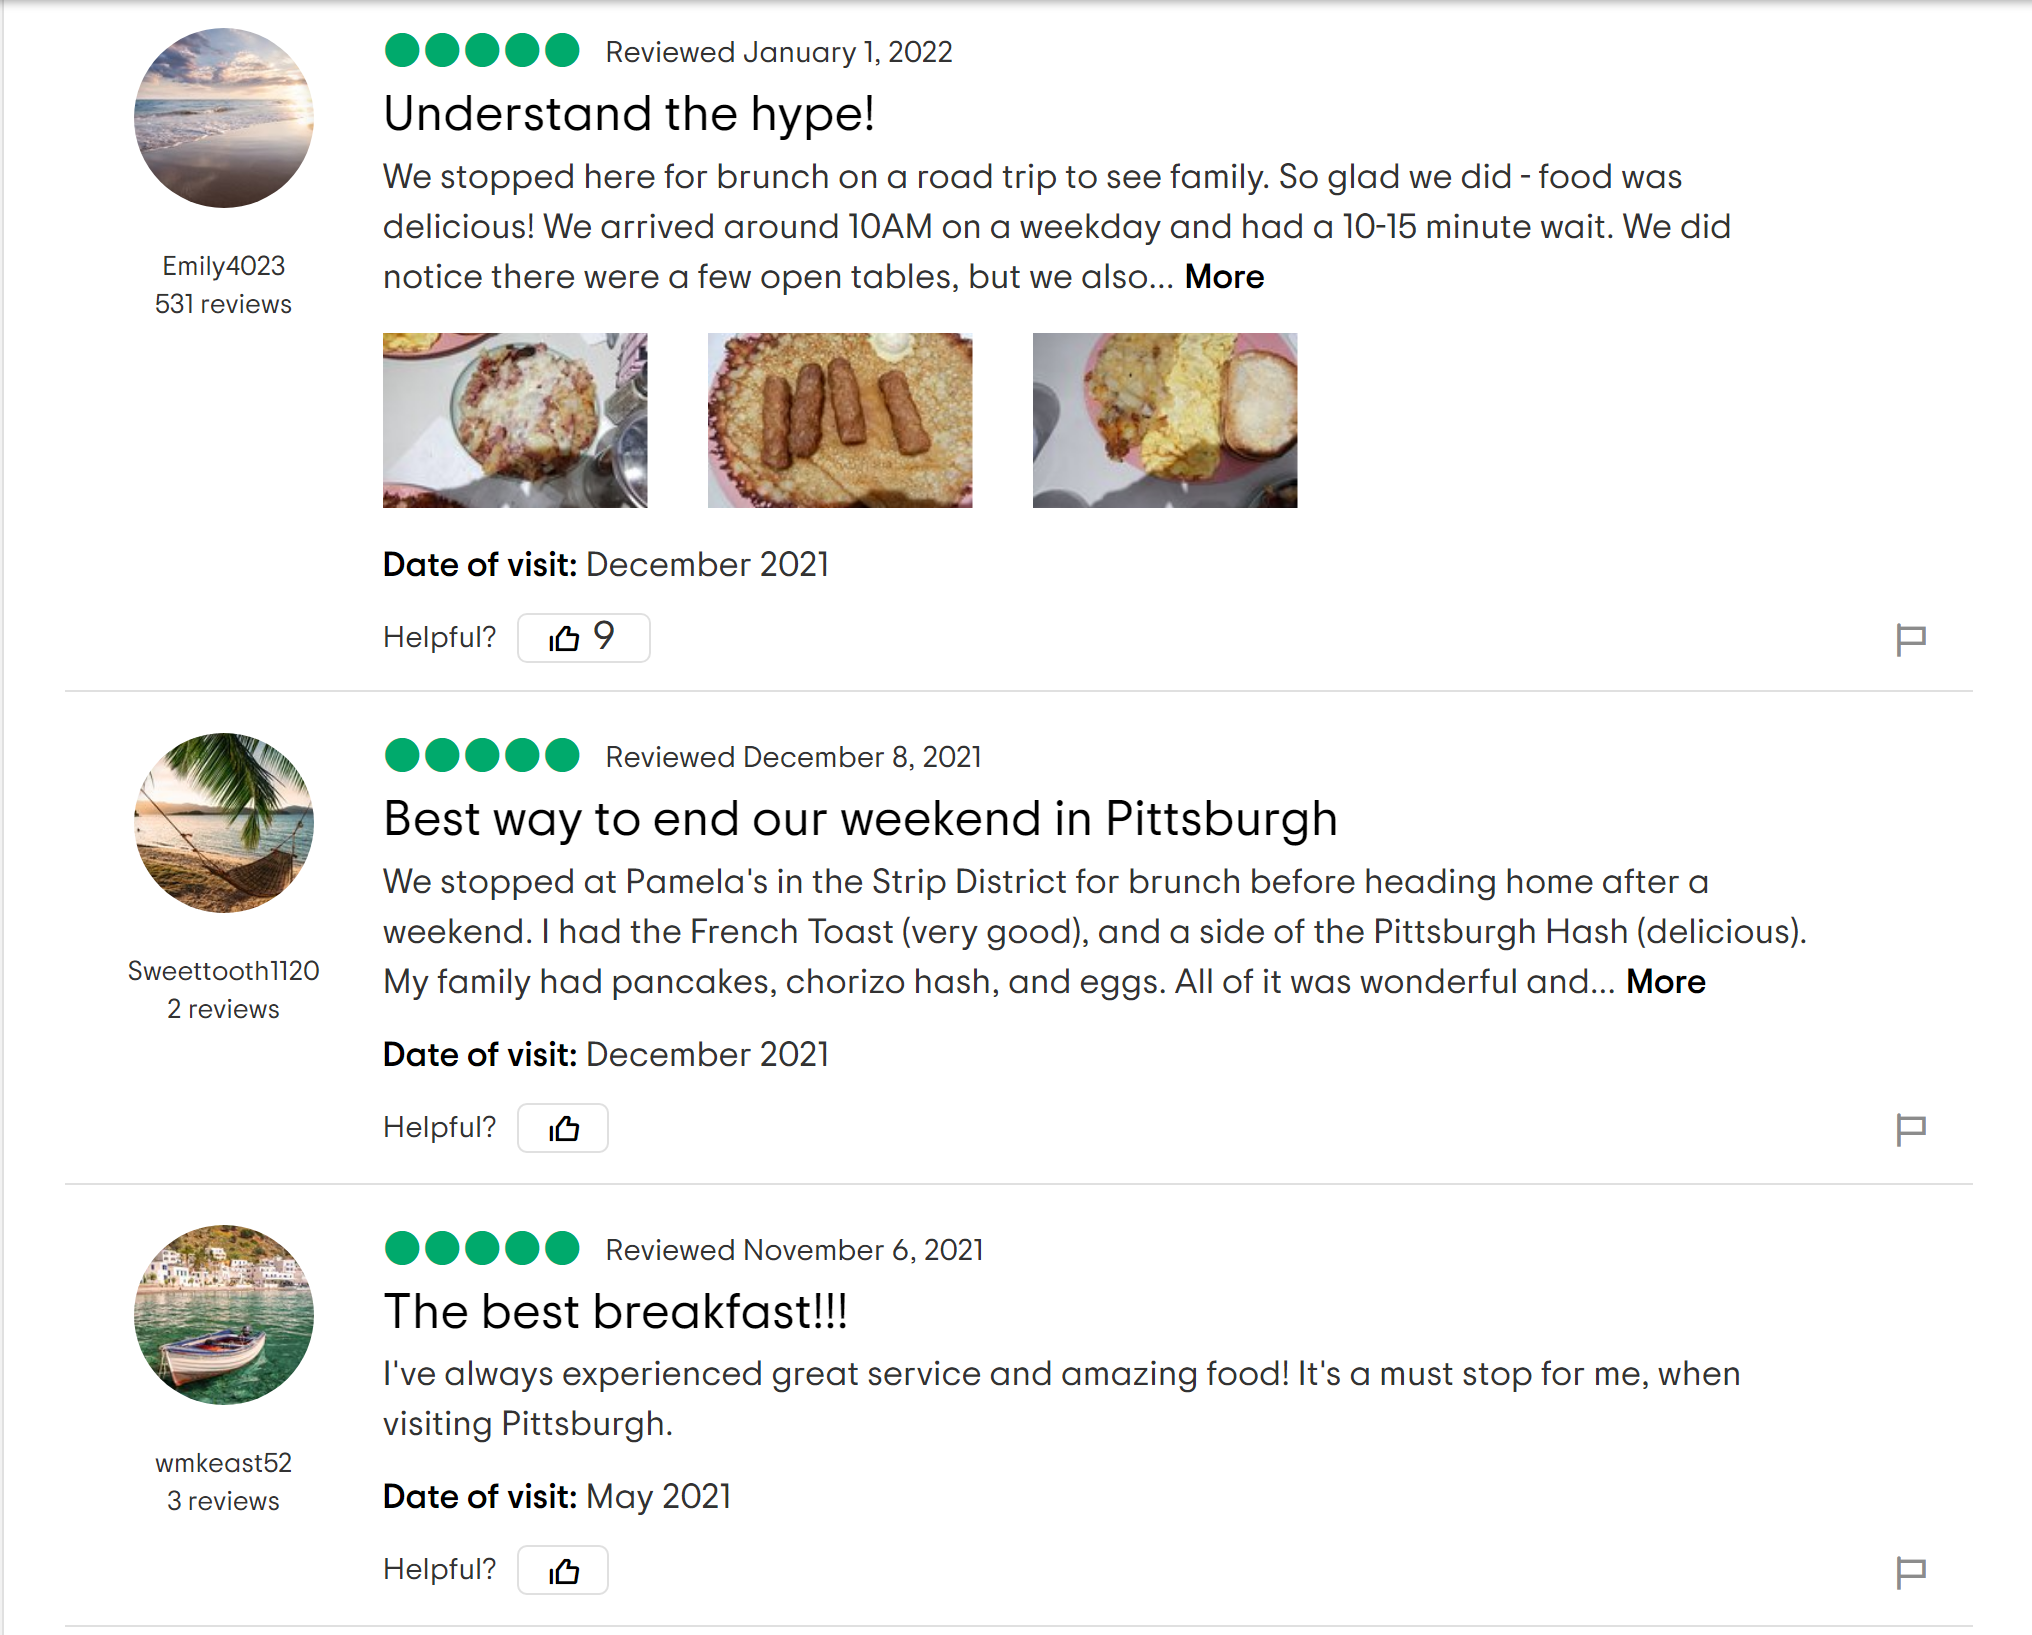 Reviewed January 1, 2022
Understand the hype!
We stopped here for brunch on a road trip to see family. So glad we did - food was
delicious! We arrived around 10AM on a weekday and had a 10-15 minute wait. We did
notice there were a few open tables, but we also... More
Emily4023
531 reviews
Date of visit: December 2021
Helpful? 9
Reviewed December 8, 2021
Best way to end our weekend in Pittsburgh
We stopped at Pamela's in the Strip District for brunch before heading home after a
weekend. I had the French Toast (very good), and a side of the Pittsburgh Hash (delicious).
My family had pancakes, chorizo hash, and eggs. All of it was wonderful and... More
Sweettooth1120
2 reviews
Date of visit: December 2021
Helpful?
Reviewed November 6, 2021
The best breakfast!!!
I've always experienced great service and amazing food! It's a must stop for me, when
visiting Pittsburgh.
wmkeast52
3 reviews
Date of visit: May 2021
Helpful?